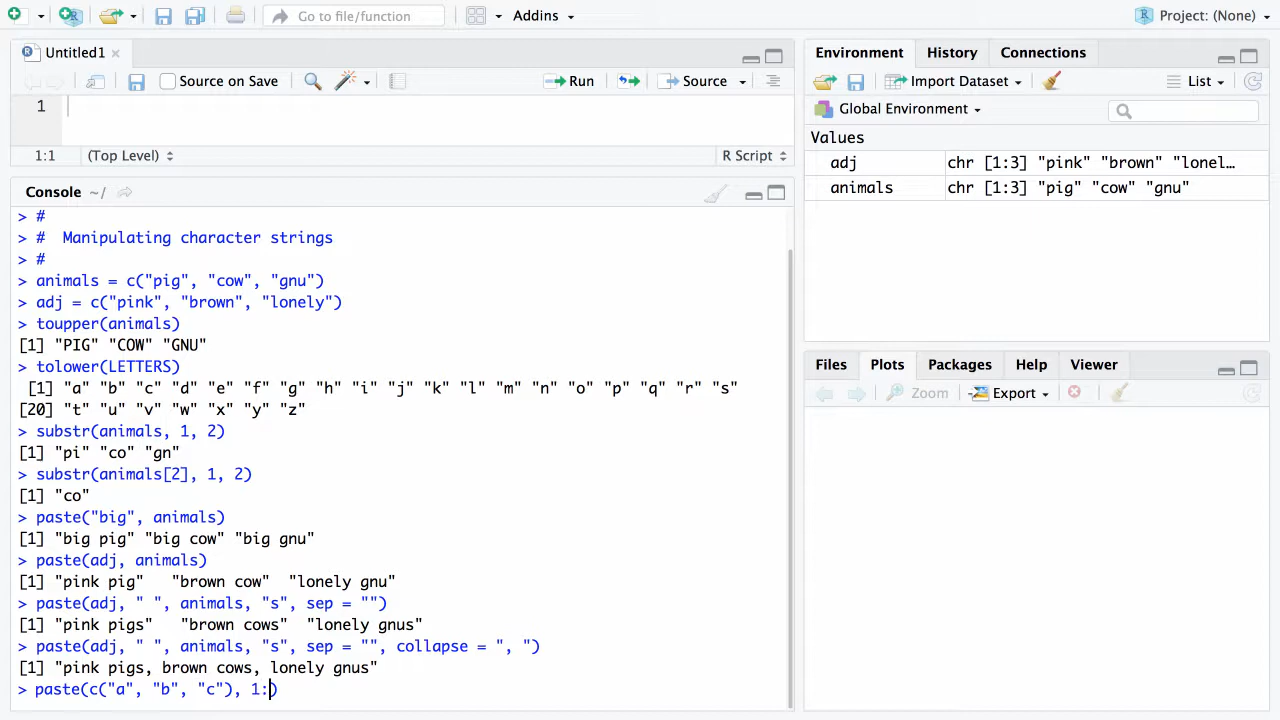 Go to file/function
Addins
Project: (None)
Untitled1
Source on Save
Run
Source
1
1:1
(Top Level)
R Script
Console ~/
> #
> #  Manipulating character strings
> #
> animals = c("pig", "cow", "gnu")
> adj = c("pink", "brown", "lonely")
> toupper(animals)
[1] "PIG" "COW" "GNU"
> tolower(LETTERS)
 [1] "a" "b" "c" "d" "e" "f" "g" "h" "i" "j" "k" "l" "m" "n" "o" "p" "q" "r" "s"
[20] "t" "u" "v" "w" "x" "y" "z"
> substr(animals, 1, 2)
[1] "pi" "co" "gn"
> substr(animals[2], 1, 2)
[1] "co"
> paste("big", animals)
[1] "big pig" "big cow" "big gnu"
> paste(adj, animals)
[1] "pink pig"   "brown cow"  "lonely gnu"
> paste(adj, " ", animals, "s", sep = "")
[1] "pink pigs"   "brown cows"  "lonely gnus"
> paste(adj, " ", animals, "s", sep = "", collapse = ", ")
[1] "pink pigs, brown cows, lonely gnus"
> paste(c("a", "b", "c"), 1:)
Environment History Connections
Import Dataset
List
Global Environment
Values
adj chr [1:3] "pink" "brown" "lonel…
animals chr [1:3] "pig" "cow" "gnu"
Files Plots Packages Help Viewer
Zoom
Export